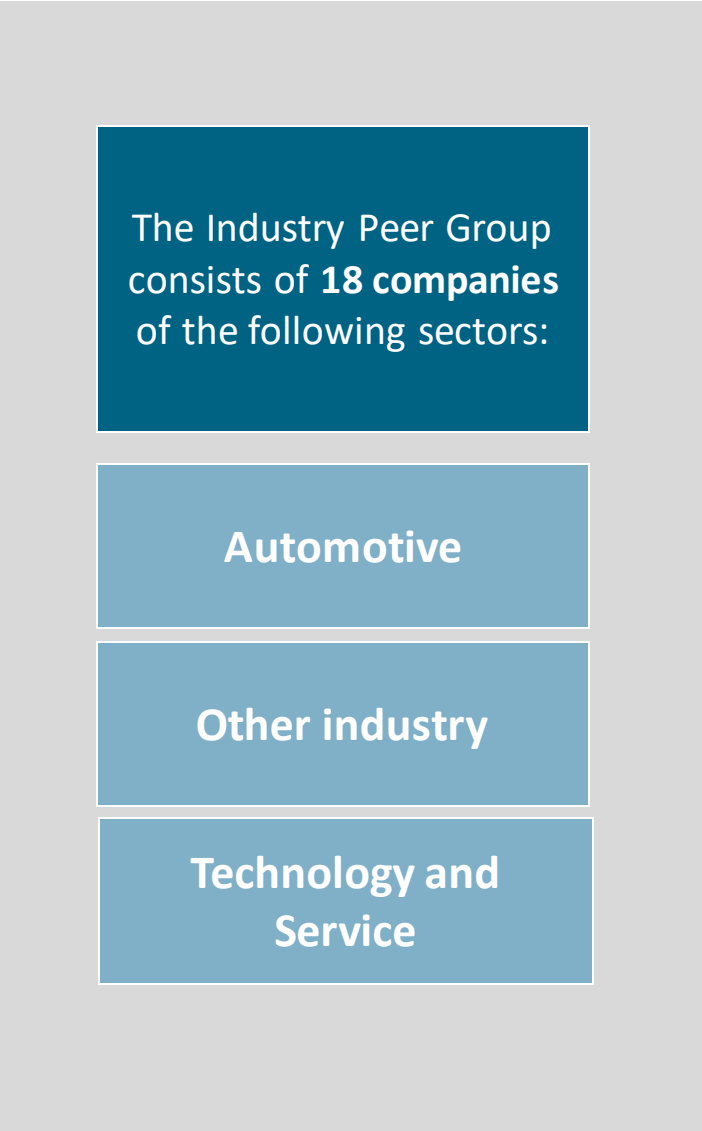 The Industry Peer Group
consists of 18 companies
of the following sectors:
Automotive
Other industry
Technology and
Service